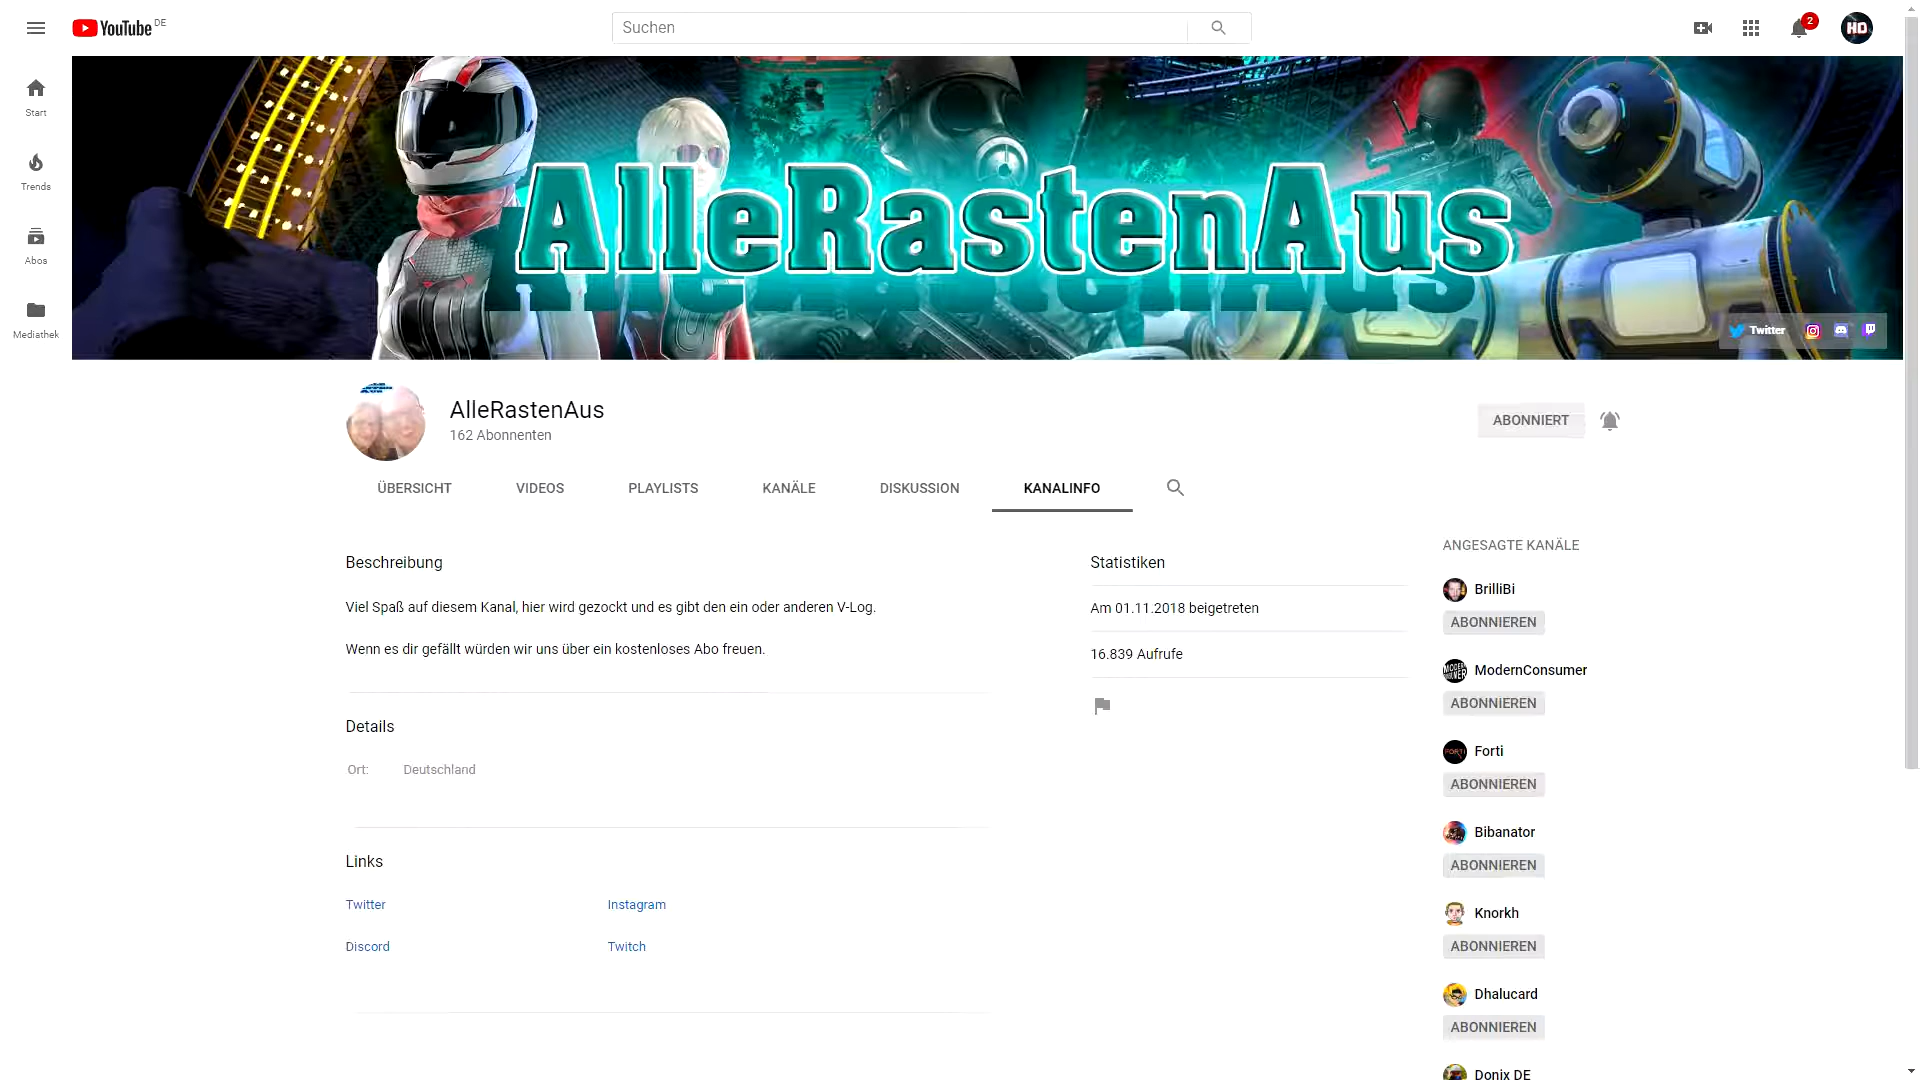 YouTube DE
Suchen
2
HD
Start
Trends
Abos
Mediathek
AlleRastenAus
Twitter
AlleRastenAus
162 Abonnenten
ABONNIERT
ÜBERSICHT
VIDEOS
PLAYLISTS
KANÄLE
DISKUSSION
KANALINFO
Beschreibung
Viel Spaß auf diesem Kanal, hier wird gezockt und es gibt den ein oder anderen V-Log.
Wenn es dir gefällt würden wir uns über ein kostenloses Abo freuen.
Details
Ort: Deutschland
Links
Twitter
Instagram
Discord
Twitch
Statistiken
Am 01.11.2018 beigetreten
16.839 Aufrufe
ANGESAGTE KANÄLE
BrilliBi
ABONNIEREN
ModernConsumer
ABONNIEREN
Forti
ABONNIEREN
Bibanator
ABONNIEREN
Knorkh
ABONNIEREN
Dhalucard
ABONNIEREN
Donix DE